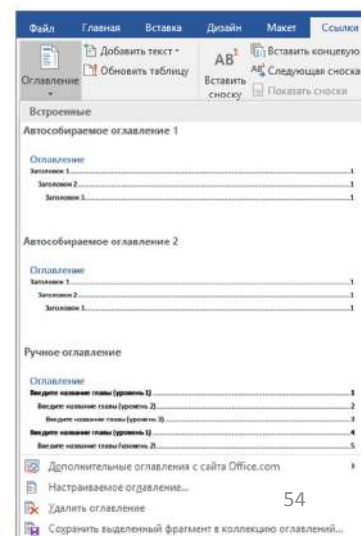 Файл Главная Вставка Дизайн Макет Ссылки
Оглавление
Добавить текст
Обновить таблицу
AB¹
Вставить сноску
Вставить концевую
Следующая сноска
Показать сноски
Встроенные
Автособираемое оглавление 1
Оглавление
Заголовок 1 1
Заголовок 2 1
Заголовок 3 1
Автособираемое оглавление 2
Оглавление
Заголовок 1 1
Заголовок 2 1
Заголовок 3 1
Ручное оглавление
Оглавление
Введите название главы (уровень 1) 1
Введите название главы (уровень 2) 2
Введите название главы (уровень 3) 3
Введите название главы (уровень 1) 4
Введите название главы (уровень 2) 5
Дополнительные оглавления с сайта Office.com
Настраиваемое оглавление...
54
Удалить оглавление
Сохранить выделенный фрагмент в коллекцию оглавлений...